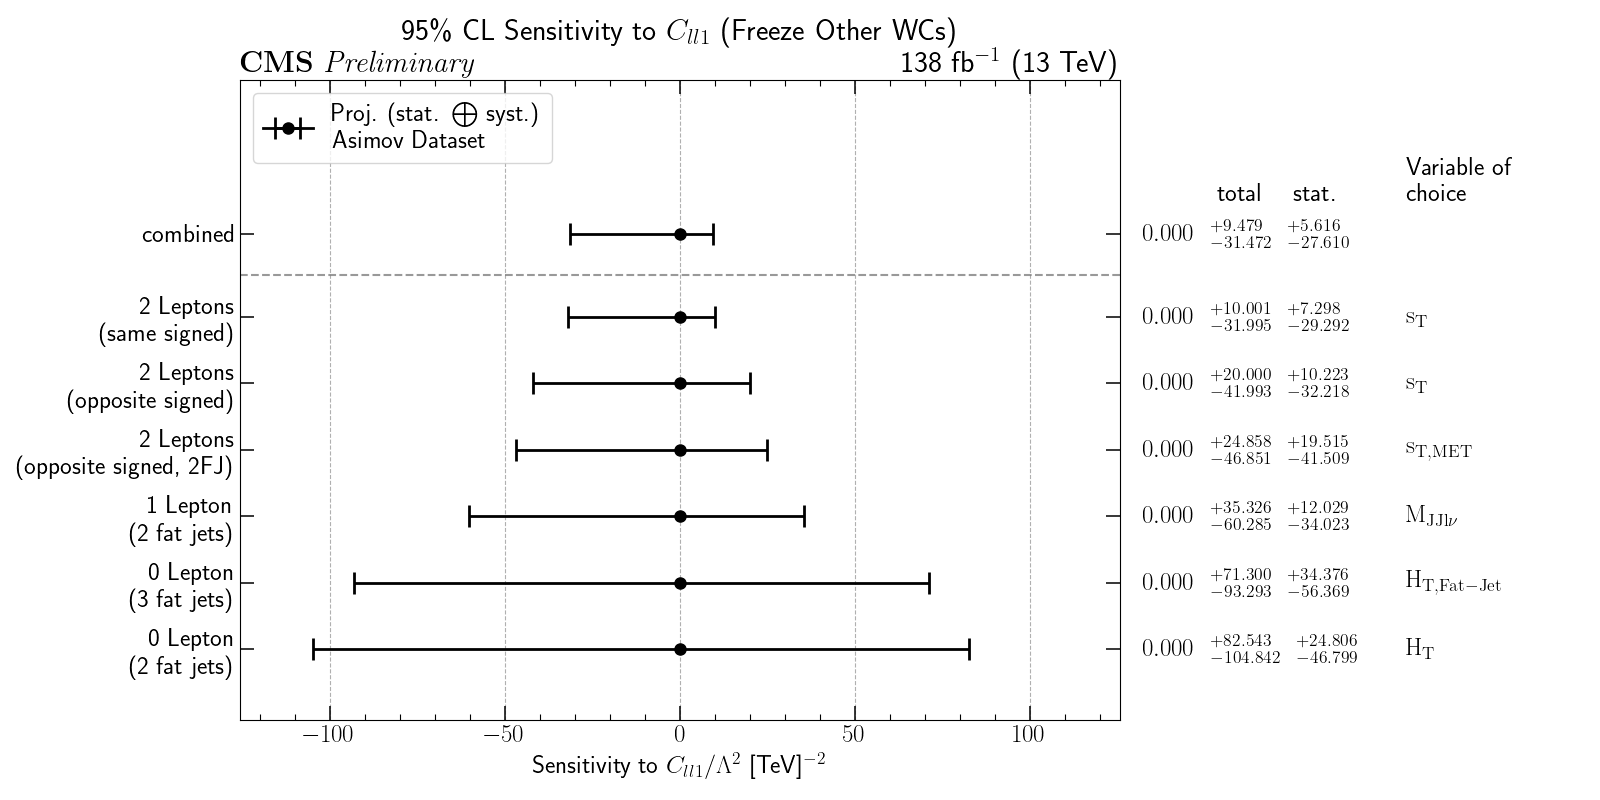 95% CL Sensitivity to C_{ll1} (Freeze Other WCs)
CMS Preliminary 138 fb^{−1} (13 TeV)
Proj. (stat. ⨁ syst.)
Asimov Dataset
Variable of
total stat. choice
combined 0.000 +9.479 −31.472 +5.616 −27.610
2 Leptons
(same signed) 0.000 +10.001 −31.995 +7.298 −29.292 s_T
2 Leptons
(opposite signed) 0.000 +20.000 −41.993 +10.223 −32.218 s_T
2 Leptons
(opposite signed, 2FJ) 0.000 +24.858 −46.851 +19.515 −41.509 s_{T,MET}
1 Lepton
(2 fat jets) 0.000 +35.326 −60.285 +12.029 −34.023 M_{JJlν}
0 Lepton
(3 fat jets) 0.000 +71.300 −93.293 +34.376 −56.369 H_{T,Fat−Jet}
0 Lepton
(2 fat jets) 0.000 +82.543 −104.842 +24.806 −46.799 H_T
−100 −50 0 50 100
Sensitivity to C_{ll1}/Λ^2 [TeV]^{−2}